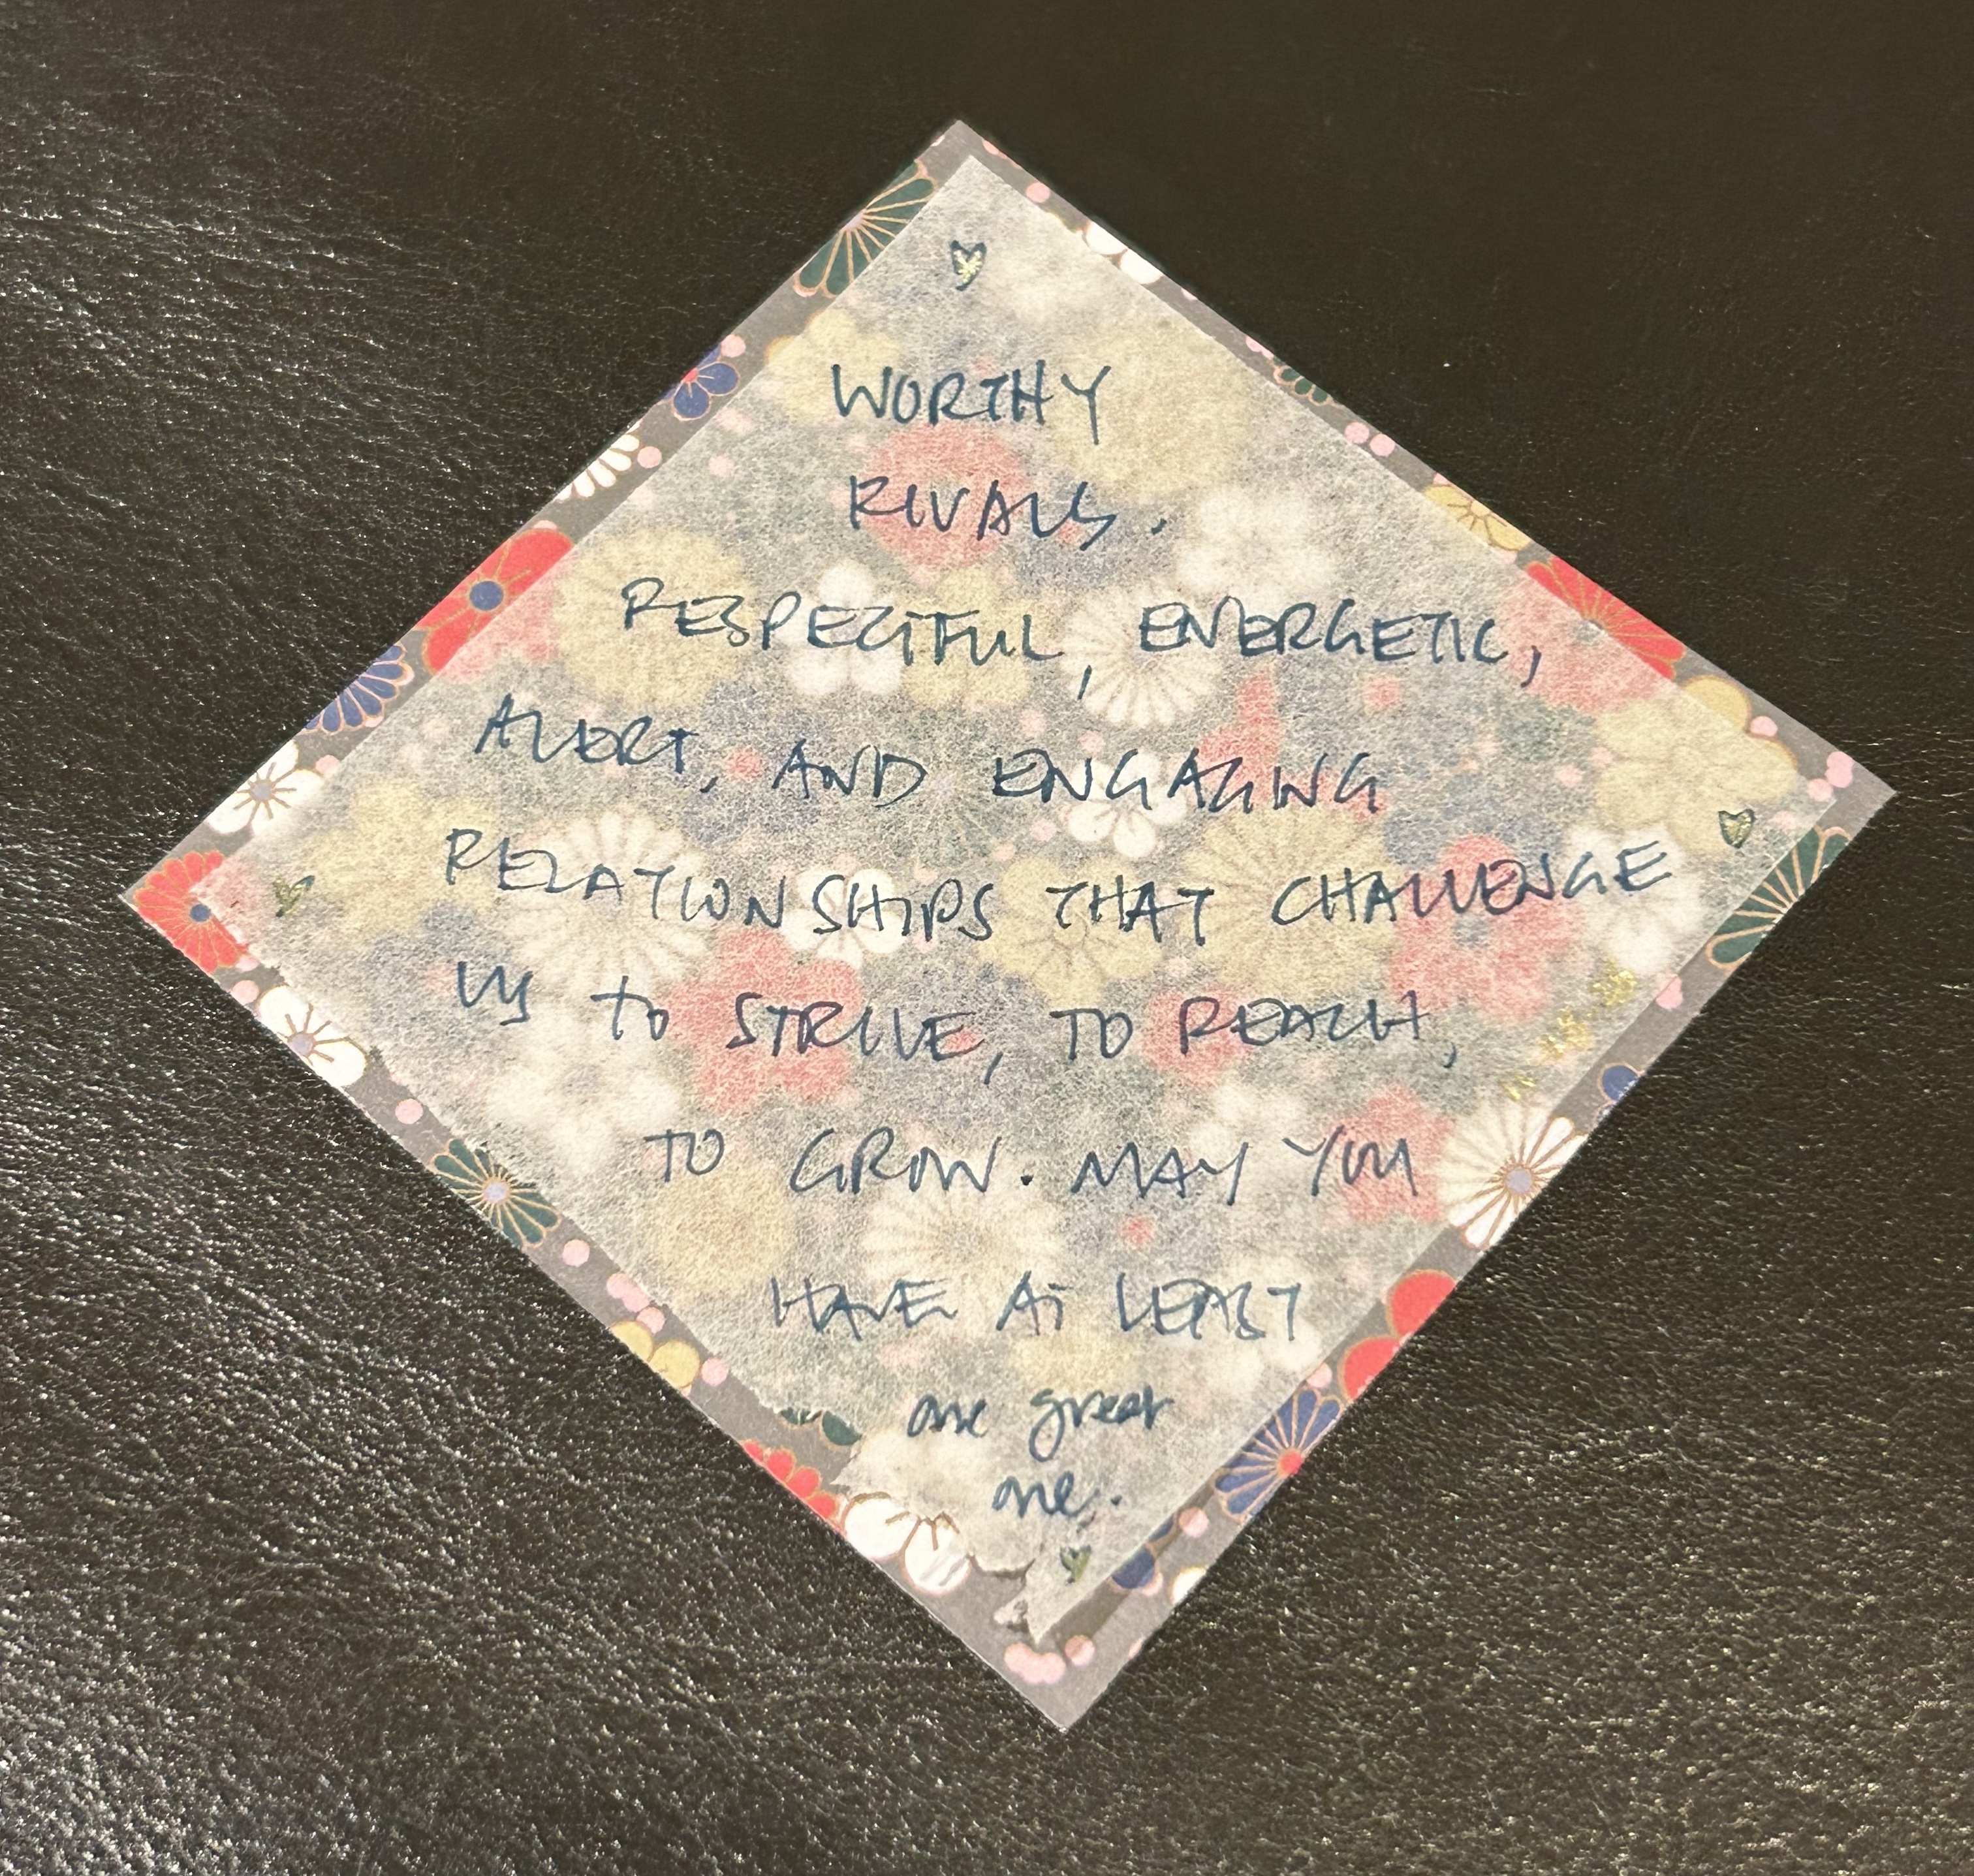 WORTHY
RIVALS.
RESPECTFUL, ENERGETIC,
ALERT, AND ENGAGING
RELATIONSHIPS THAT CHALLENGE
US to STRIVE, TO REACH,
TO GROW. MAY YOU
HAVE AT LEAST
one great
one.